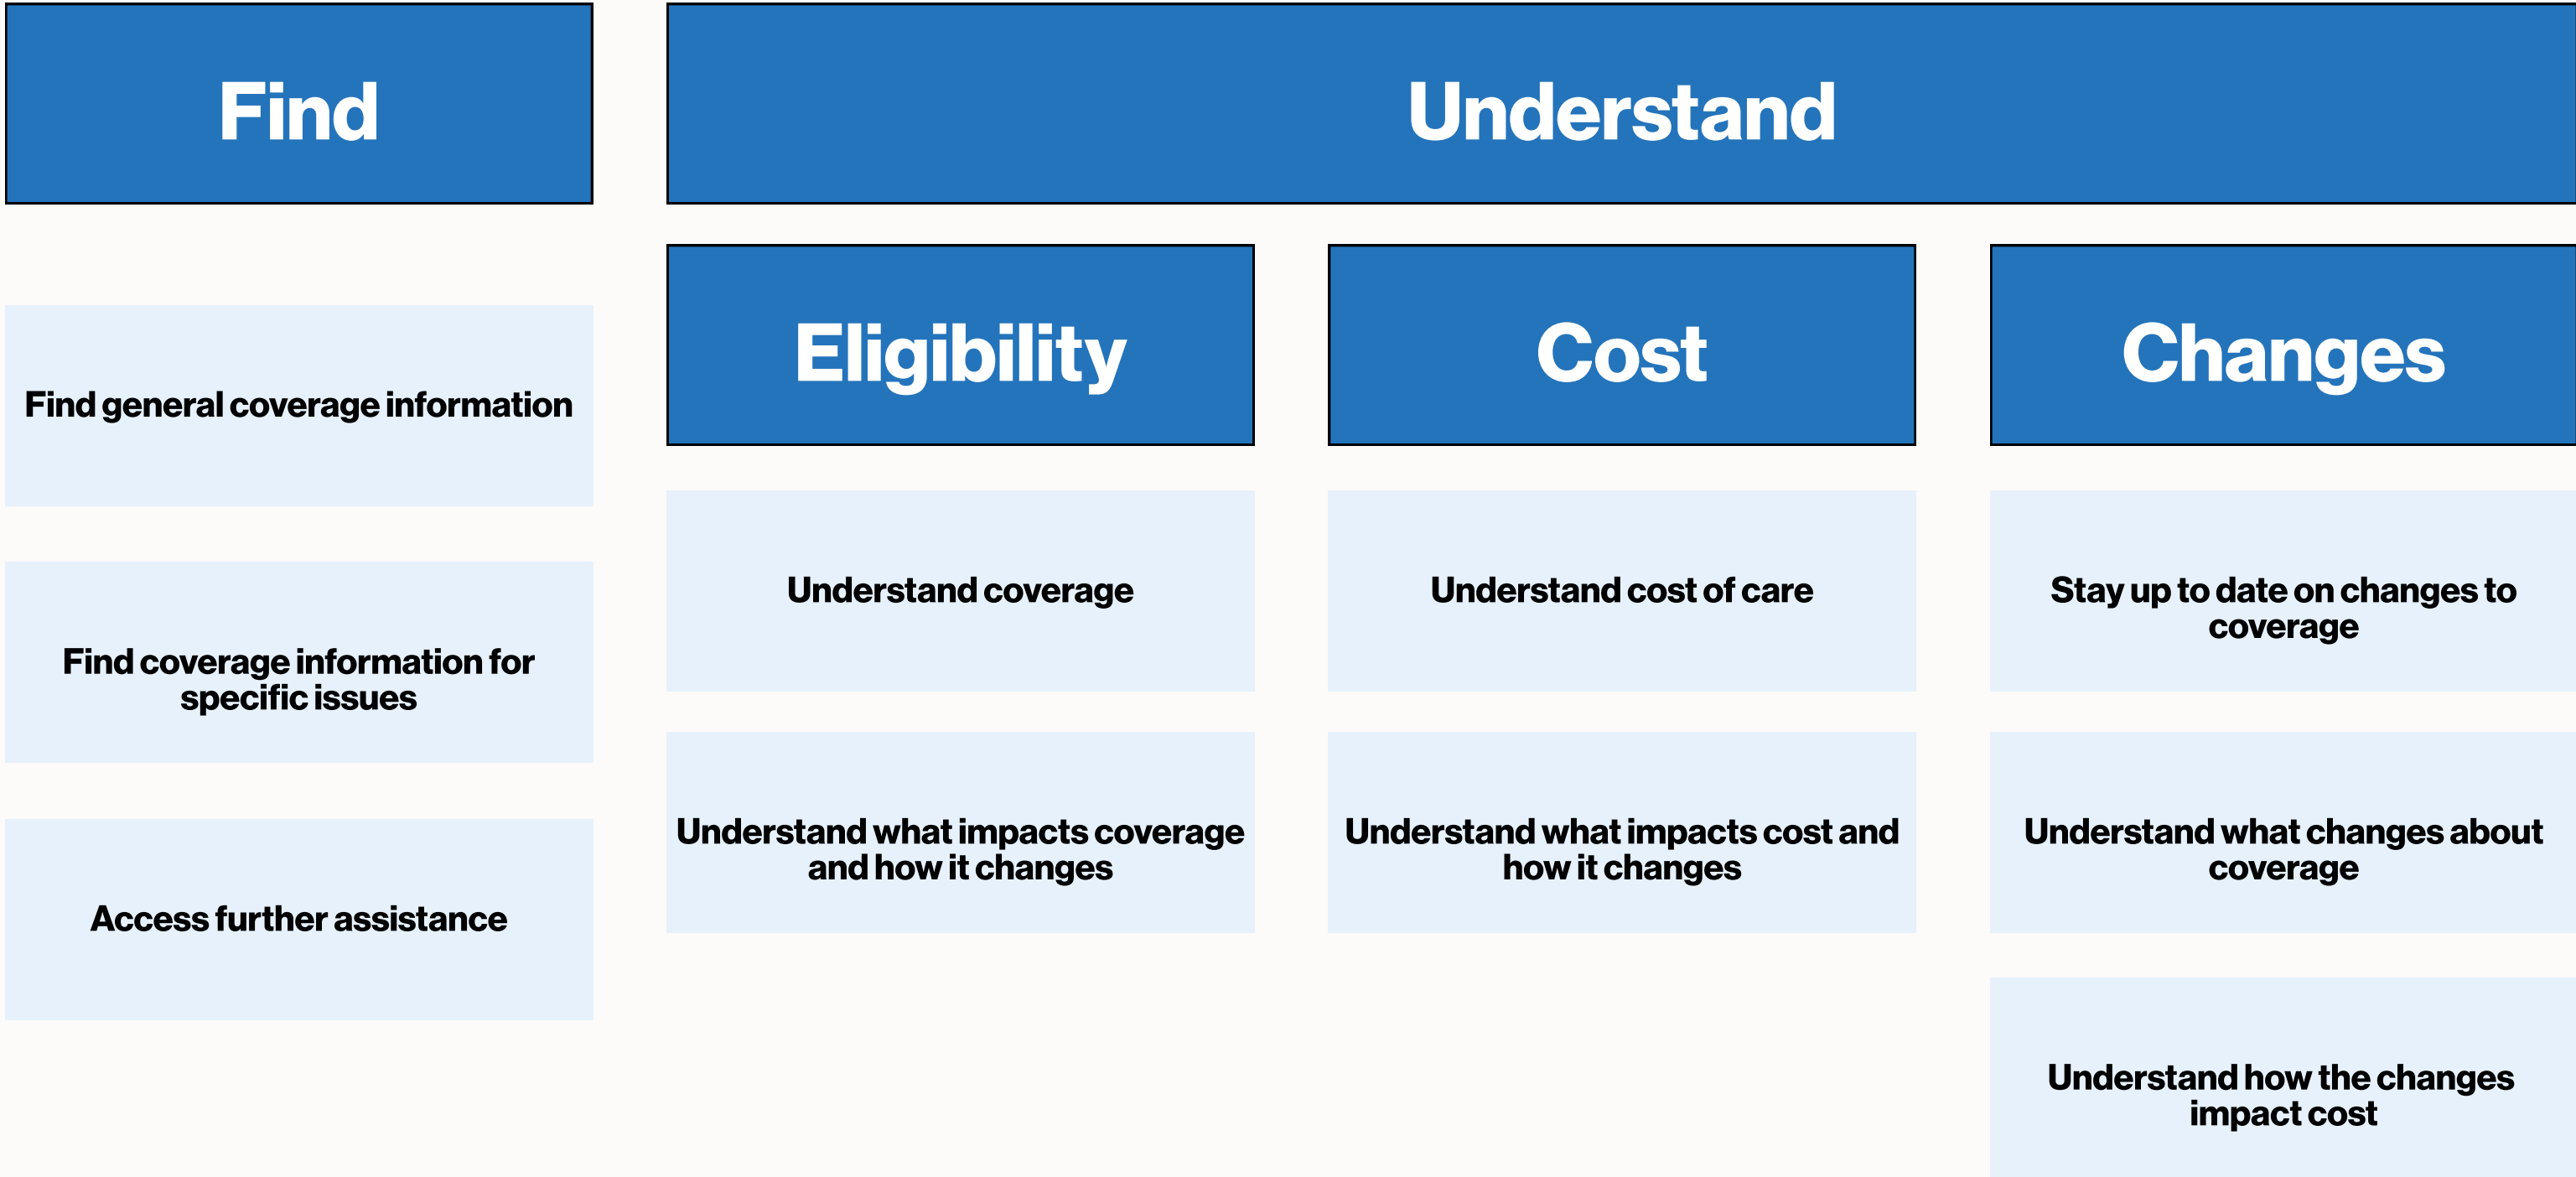 Find
Understand
Eligibility
Cost
Changes
Find general coverage information
Find coverage information for
specific issues
Access further assistance
Understand coverage
Understand what impacts coverage
and how it changes
Understand cost of care
Understand what impacts cost and
how it changes
Stay up to date on changes to
coverage
Understand what changes about
coverage
Understand how the changes
impact cost